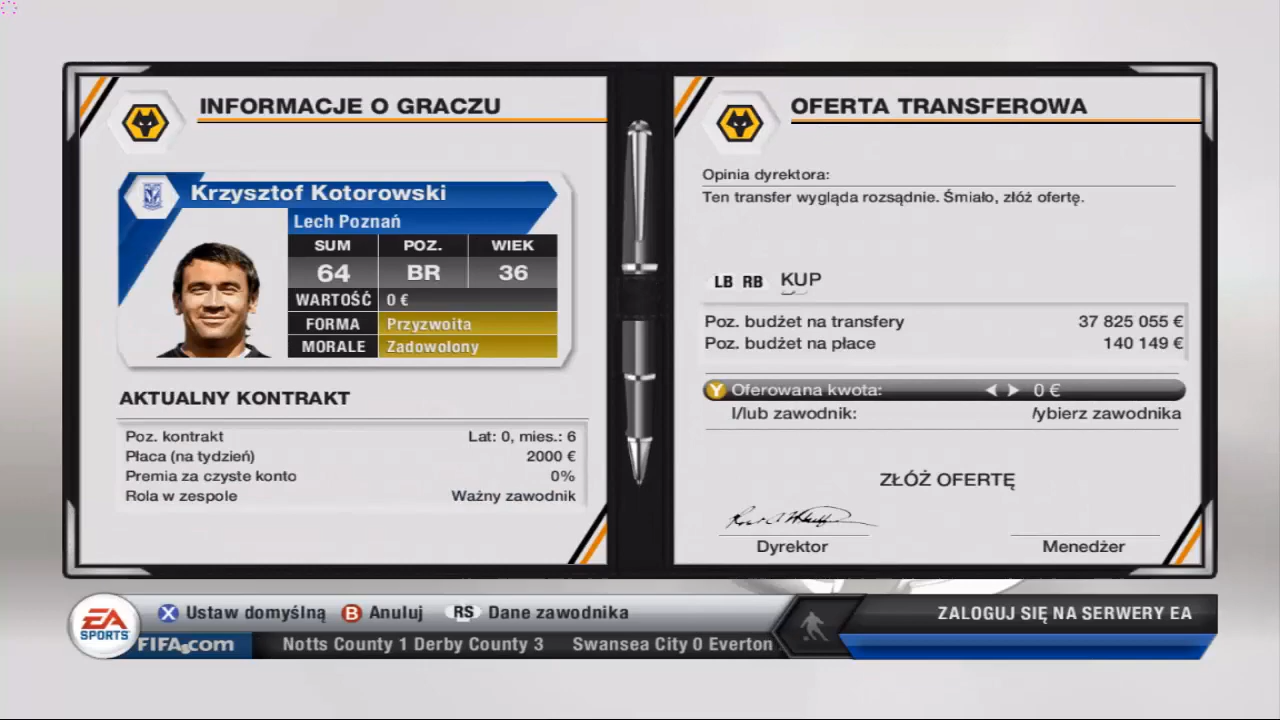 INFORMACJE O GRACZU
Krzysztof Kotorowski
Lech Poznań
SUM POZ. WIEK
64 BR 36
WARTOŚĆ 0 €
FORMA Przyzwoita
MORALE Zadowolony
AKTUALNY KONTRAKT
Poz. kontrakt Lat: 0, mies.: 6
Płaca (na tydzień) 2000 €
Premia za czyste konto 0%
Rola w zespole Ważny zawodnik
OFERTA TRANSFEROWA
Opinia dyrektora:
Ten transfer wygląda rozsądnie. Śmiało, złóż ofertę.
LB RB KUP
Poz. budżet na transfery 37 825 055 €
Poz. budżet na płace 140 149 €
Y Oferowana kwota: 0 €
I/lub zawodnik: /ybierz zawodnika
ZŁÓŻ OFERTĘ
Dyrektor Menedżer
EA SPORTS
X Ustaw domyślną B Anuluj RS Dane zawodnika
ZALOGUJ SIĘ NA SERWERY EA
FIFA.com Notts County 1 Derby County 3 Swansea City 0 Everton